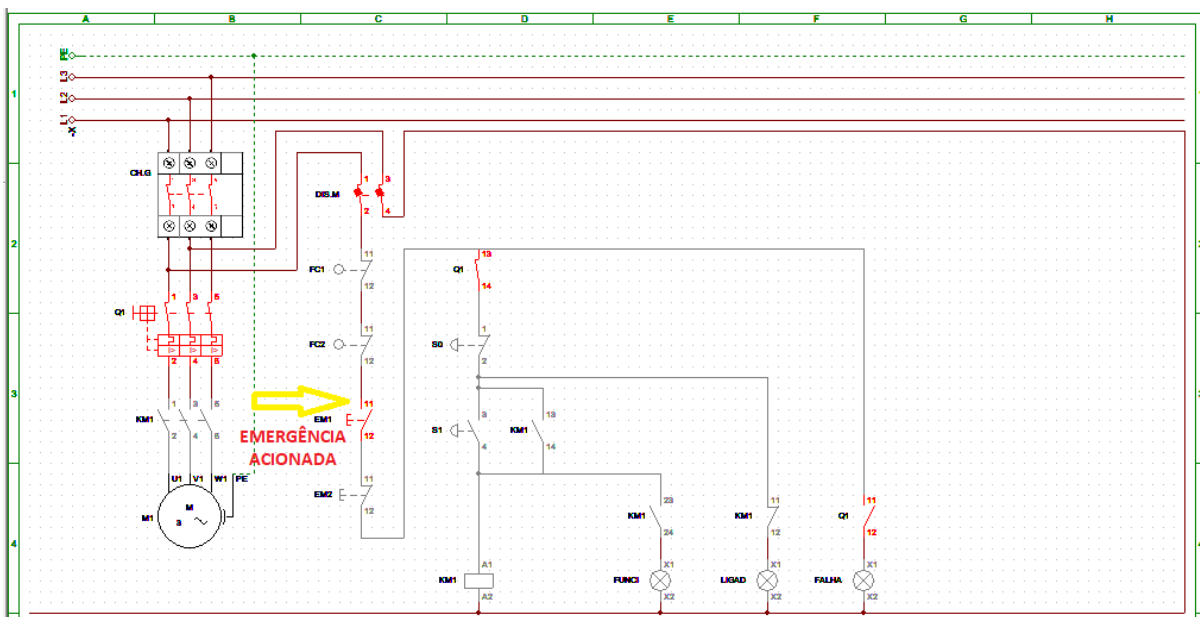 A B C D E F G H
PE
L3
1
L2
L1
-X
CH.G
DIS.M
1 3
2 4
2
FC1
11
12
Q1
13
14
Q1
1 3 5
2 4 6
FC2
11
12
S0
1
2
3
KM1
1 3 5
2 4 6
EM1
11
12
EMERGÊNCIA
ACIONADA
S1
3
4
KM1
13
14
U1 V1 W1 PE
M1
M
3
EM2
11
12
KM1
23
24
KM1
11
12
Q1
11
12
4
KM1
A1
A2
FUNCI
X1
X2
LIGAD
X1
X2
FALHA
X1
X2